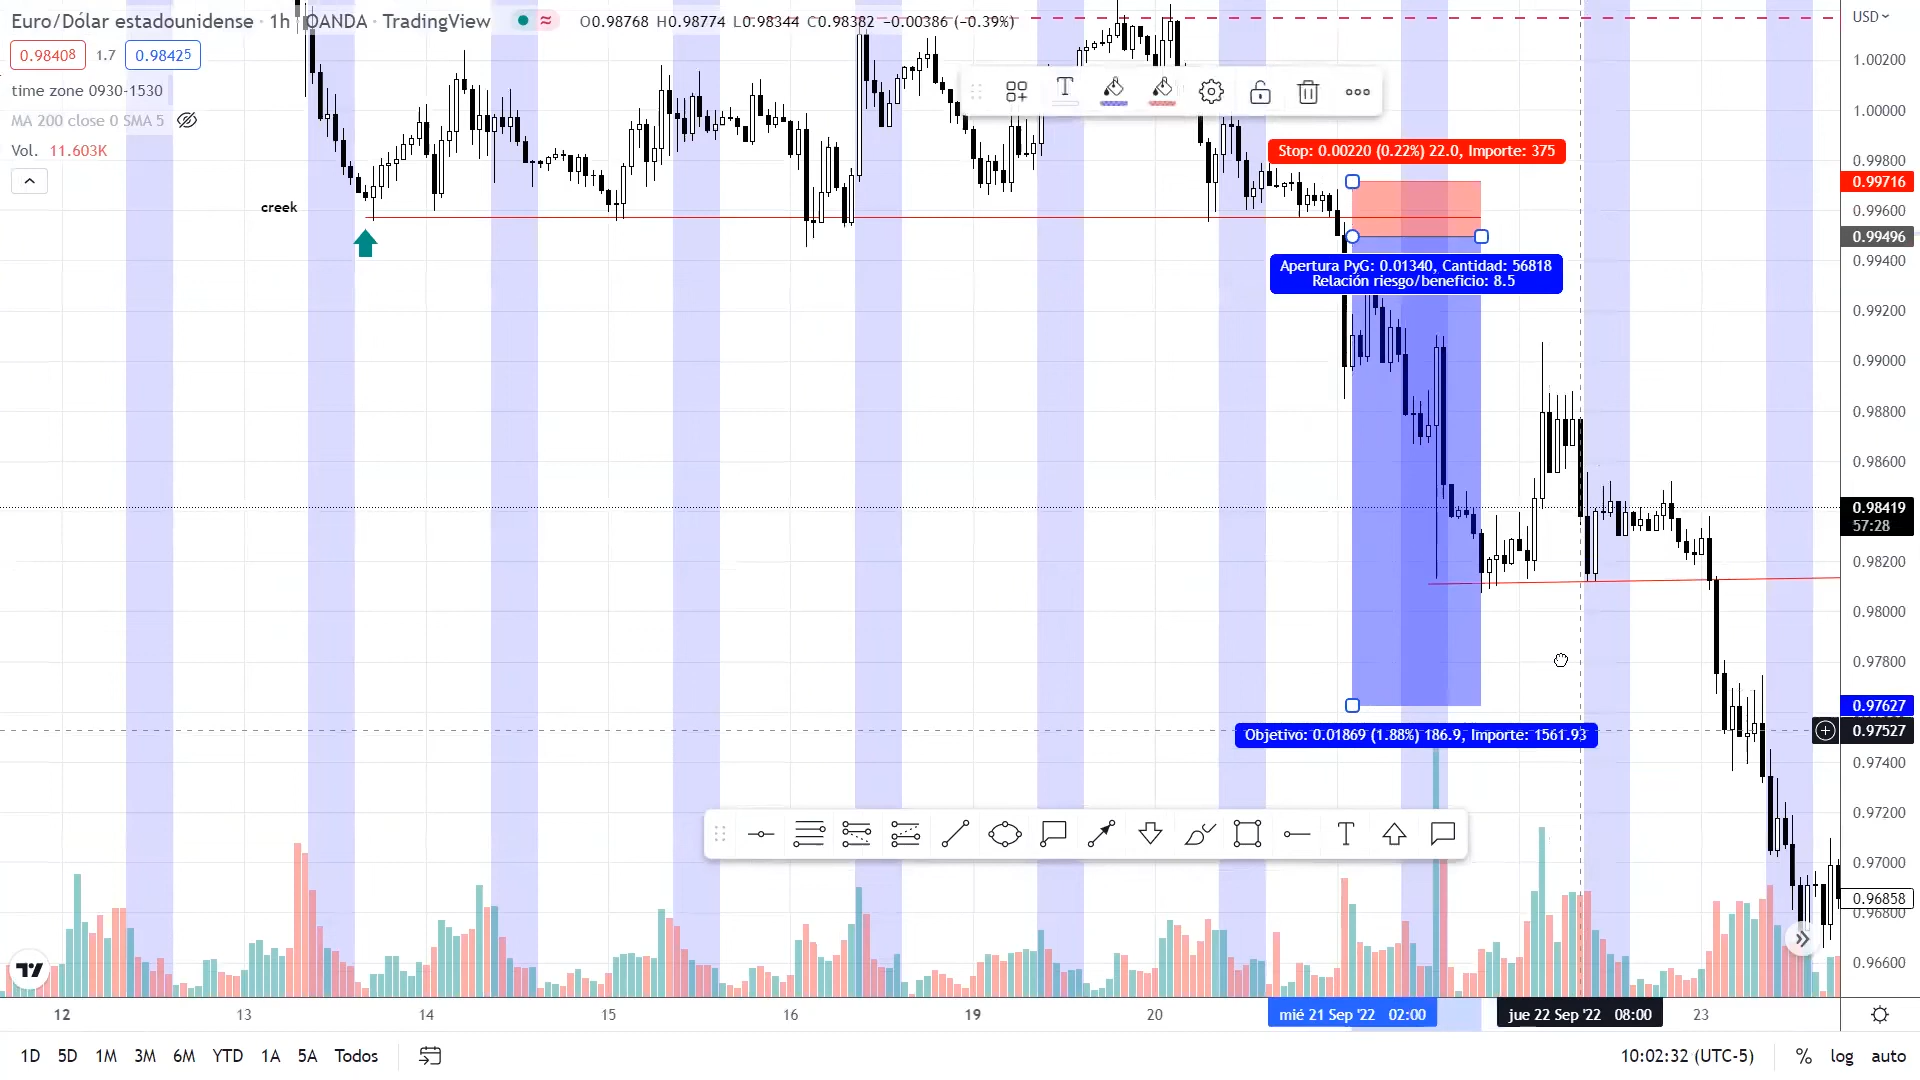 Euro/Dólar estadounidense · 1h · OANDA · TradingView
O0.98768 H0.98774 L0.98344 C0.98382 −0.00386 (−0.39%)
USD
0.98408 1.7 0.98425
time zone 0930-1530
MA 200 close 0 SMA 5
Vol. 11.603K
creek
Stop: 0.00220 (0.22%) 22.0, Importe: 375
Apertura PyG: 0.01340, Cantidad: 56818
Relación riesgo/beneficio: 8.5
Objetivo: 0.01869 (1.88%) 186.9, Importe: 1561.93
1.00200
1.00000
0.99800
0.99716
0.99600
0.99496
0.99400
0.99200
0.99000
0.98800
0.98600
0.98419
57:28
0.98200
0.98000
0.97800
0.97627
0.97527
0.97400
0.97200
0.97000
0.96858
0.96800
0.96600
12 13 14 15 16 19 20 mié 21 Sep '22 02:00 jue 22 Sep '22 08:00 23
1D 5D 1M 3M 6M YTD 1A 5A Todos
10:02:32 (UTC-5) % log auto